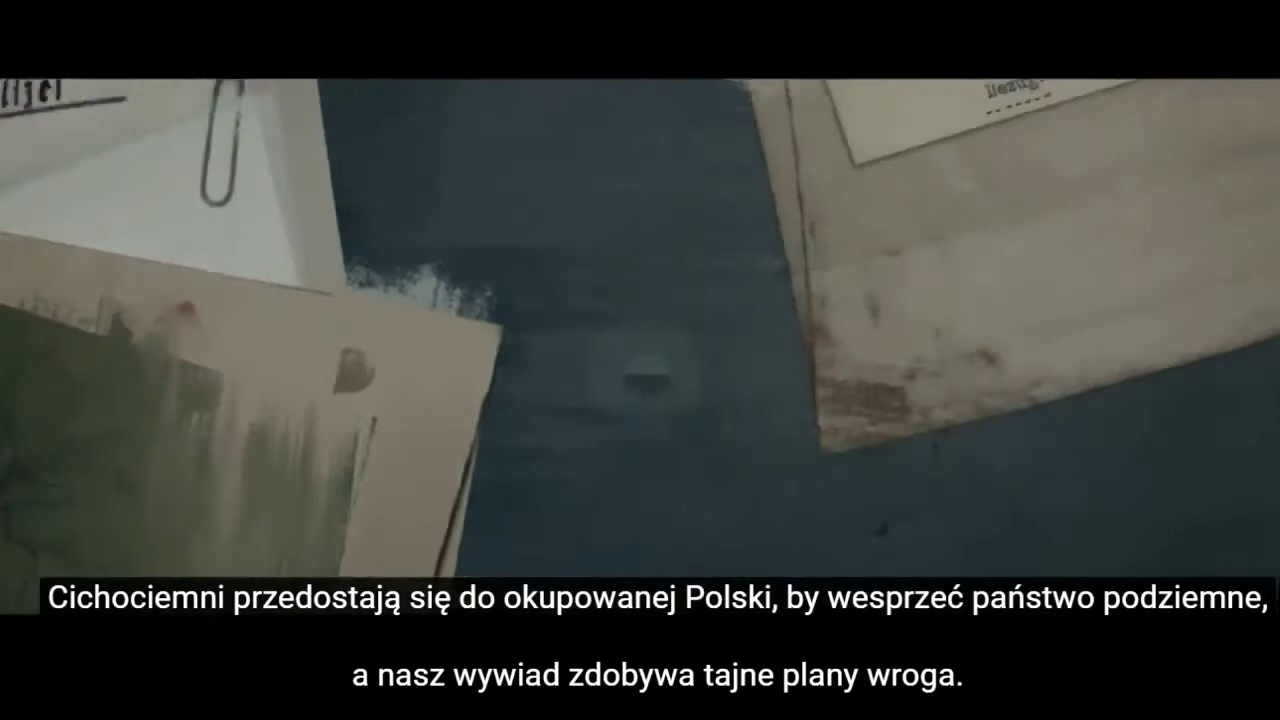 Cichociemni przedostają się do okupowanej Polski, by wesprzeć państwo podziemne,
a nasz wywiad zdobywa tajne plany wroga.